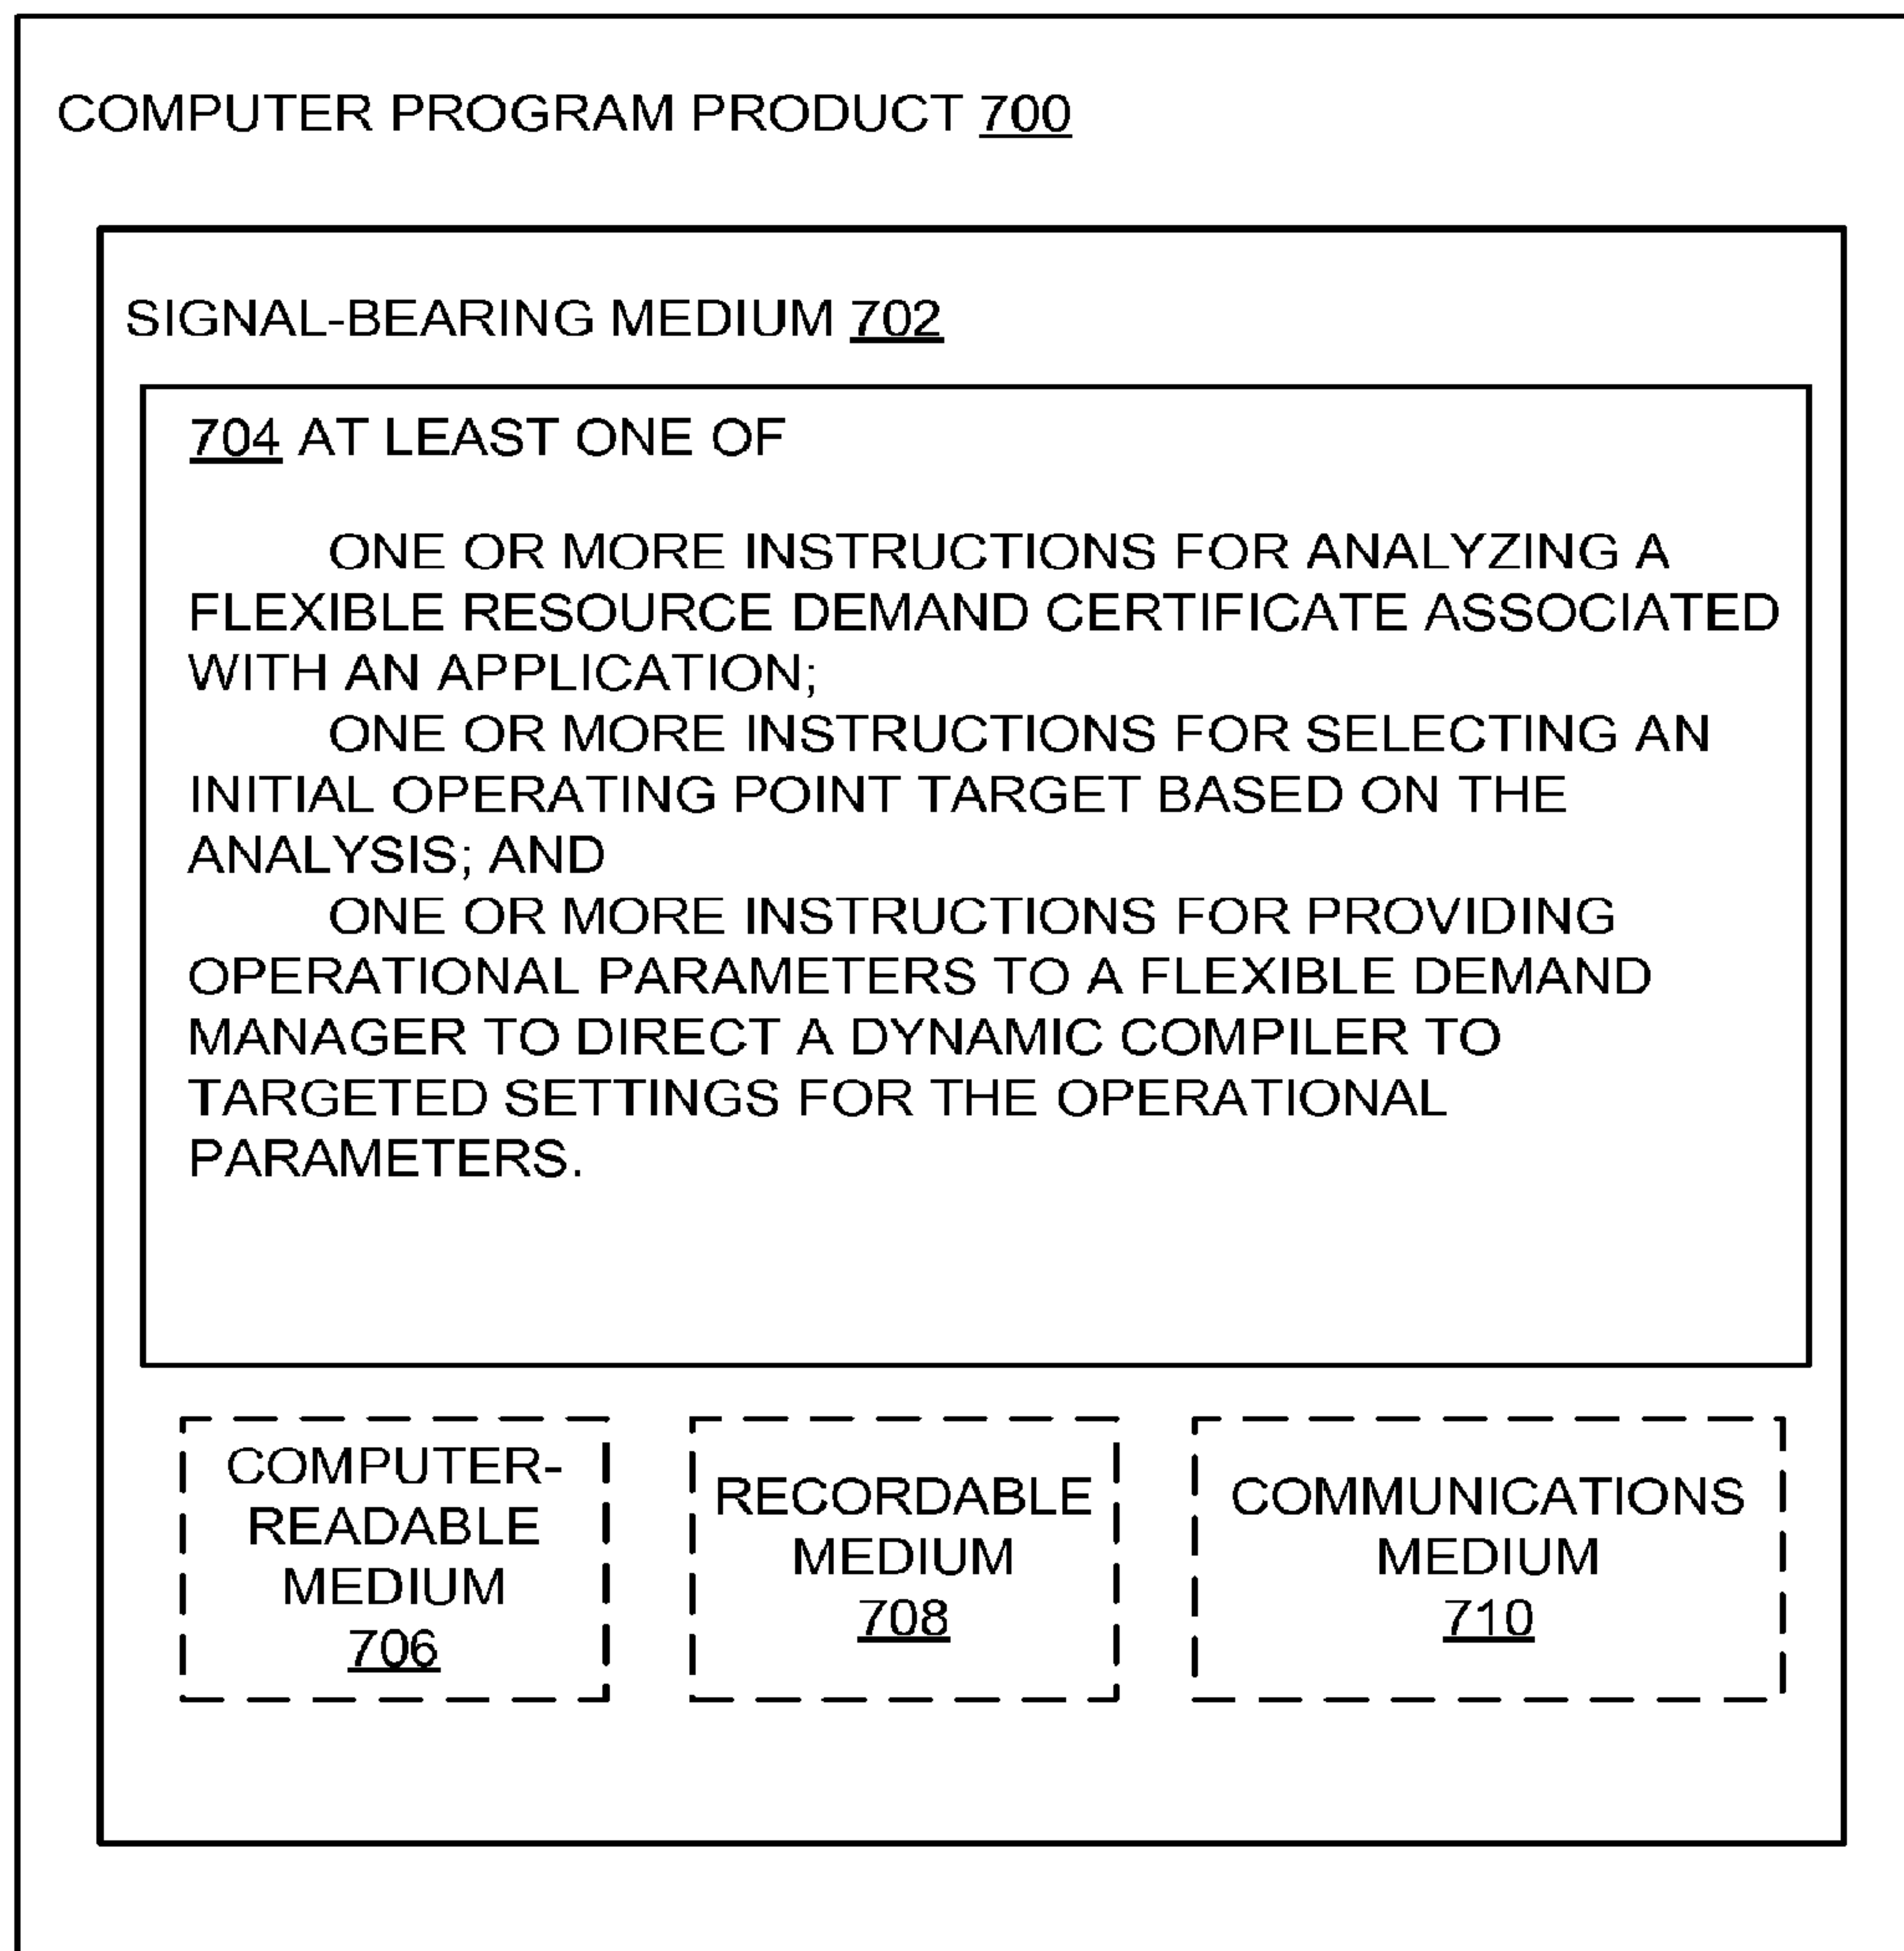 COMPUTER PROGRAM PRODUCT 700
SIGNAL-BEARING MEDIUM 702
704 AT LEAST ONE OF
ONE OR MORE INSTRUCTIONS FOR ANALYZING A
FLEXIBLE RESOURCE DEMAND CERTIFICATE ASSOCIATED
WITH AN APPLICATION;
ONE OR MORE INSTRUCTIONS FOR SELECTING AN
INITIAL OPERATING POINT TARGET BASED ON THE
ANALYSIS; AND
ONE OR MORE INSTRUCTIONS FOR PROVIDING
OPERATIONAL PARAMETERS TO A FLEXIBLE DEMAND
MANAGER TO DIRECT A DYNAMIC COMPILER TO
TARGETED SETTINGS FOR THE OPERATIONAL
PARAMETERS.
COMPUTER-
READABLE
MEDIUM
706
RECORDABLE
MEDIUM
708
COMMUNICATIONS
MEDIUM
710